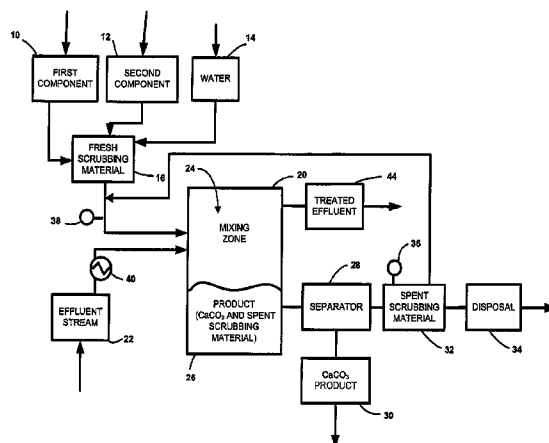 10
FIRST
COMPONENT
12
SECOND
COMPONENT
14
WATER
FRESH
SCRUBBING
MATERIAL
16
38
40
EFFLUENT
STREAM
22
24
20
MIXING
ZONE
PRODUCT
(CaCO3 AND SPENT
SCRUBBING
MATERIAL)
26
44
TREATED
EFFLUENT
28
SEPARATOR
CaCO3
PRODUCT
30
36
SPENT
SCRUBBING
MATERIAL
32
DISPOSAL
34